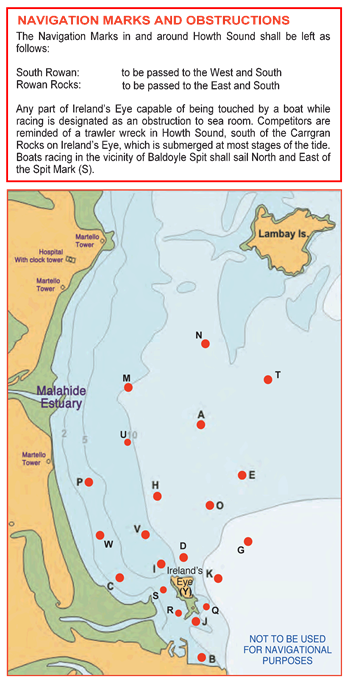 NAVIGATION MARKS AND OBSTRUCTIONS
The Navigation Marks in and around Howth Sound shall be left as
follows:
South Rowan: to be passed to the West and South
Rowan Rocks: to be passed to the East and South
Any part of Ireland's Eye capable of being touched by a boat while
racing is designated as an obstruction to sea room. Competitors are
reminded of a trawler wreck in Howth Sound, south of the Carrgran
Rocks on Ireland's Eye, which is submerged at most stages of the tide.
Boats racing in the vicinity of Baldoyle Spit shall sail North and East of
the Spit Mark (S).
Martello
Tower
Lambay Is.
Hospital
With clock tower
Martello
Tower
N
T
M
Malahide
Estuary
A
2
5
U
10
Martello
Tower
P
E
H
O
V
W
G
D
I
Ireland's
Eye
(Y)
K
C
S
R
Q
J
B
NOT TO BE USED
FOR NAVIGATIONAL
PURPOSES